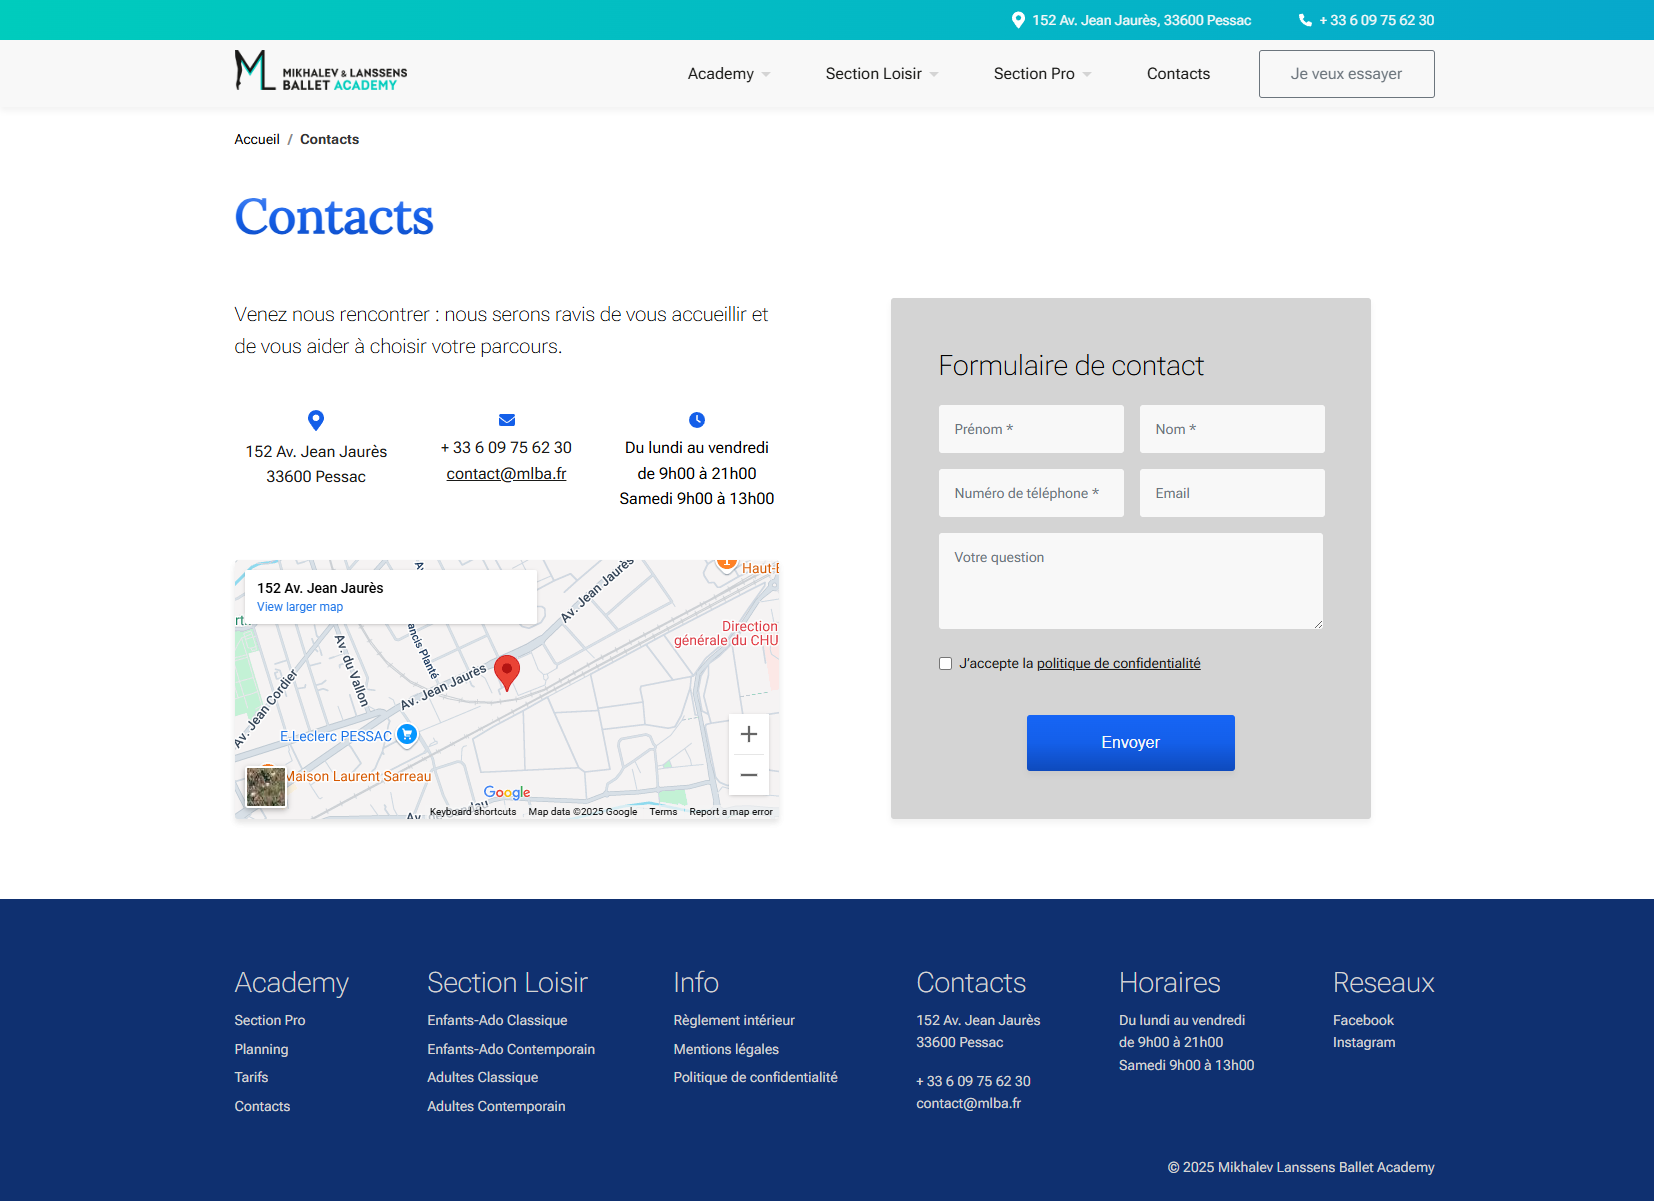 152 Av. Jean Jaurès, 33600 Pessac
+ 33 6 09 75 62 30
ML MIKHALEV & LANSSENS
BALLET ACADEMY
Academy
Section Loisir
Section Pro
Contacts
Je veux essayer
Accueil / Contacts
Contacts
Venez nous rencontrer : nous serons ravis de vous accueillir et
de vous aider à choisir votre parcours.
152 Av. Jean Jaurès
33600 Pessac
+ 33 6 09 75 62 30
contact@mlba.fr
Du lundi au vendredi
de 9h00 à 21h00
Samedi 9h00 à 13h00
152 Av. Jean Jaurès
View larger map
Haut-
Av. Jean Jaurès
Direction
générale du CHU
ancis Planté
Av. du Vallon
Av. Jean Jaurès
Av. Jean Cordier
E.Leclerc PESSAC
Maison Laurent Sarreau
Google
Keyboard shortcuts
Map data ©2025 Google
Terms
Report a map error
Formulaire de contact
Prénom *
Nom *
Numéro de téléphone *
Email
Votre question
J'accepte la politique de confidentialité
Envoyer
Academy
Section Pro
Planning
Tarifs
Contacts
Section Loisir
Enfants-Ado Classique
Enfants-Ado Contemporain
Adultes Classique
Adultes Contemporain
Info
Règlement intérieur
Mentions légales
Politique de confidentialité
Contacts
152 Av. Jean Jaurès
33600 Pessac
+ 33 6 09 75 62 30
contact@mlba.fr
Horaires
Du lundi au vendredi
de 9h00 à 21h00
Samedi 9h00 à 13h00
Reseaux
Facebook
Instagram
© 2025 Mikhalev Lanssens Ballet Academy